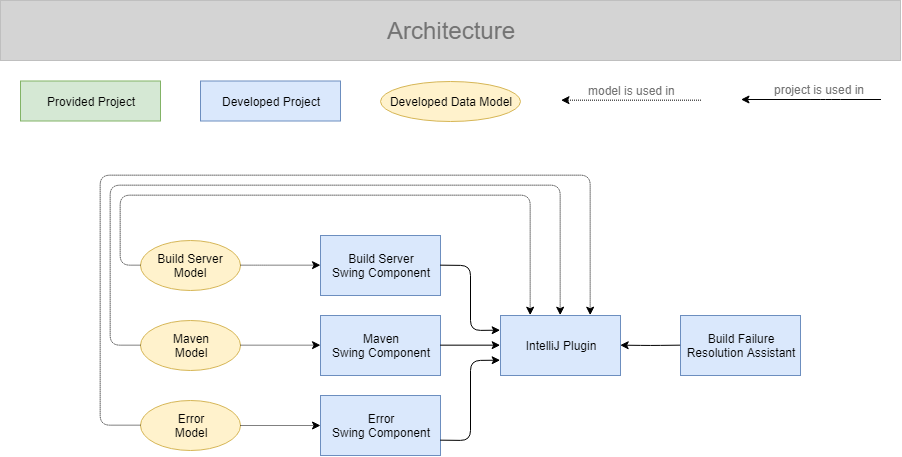 Architecture
Provided Project
Developed Project
Developed Data Model
model is used in
project is used in
Build Server
Model
Build Server
Swing Component
Maven
Model
Maven
Swing Component
IntelliJ Plugin
Build Failure
Resolution Assistant
Error
Model
Error
Swing Component